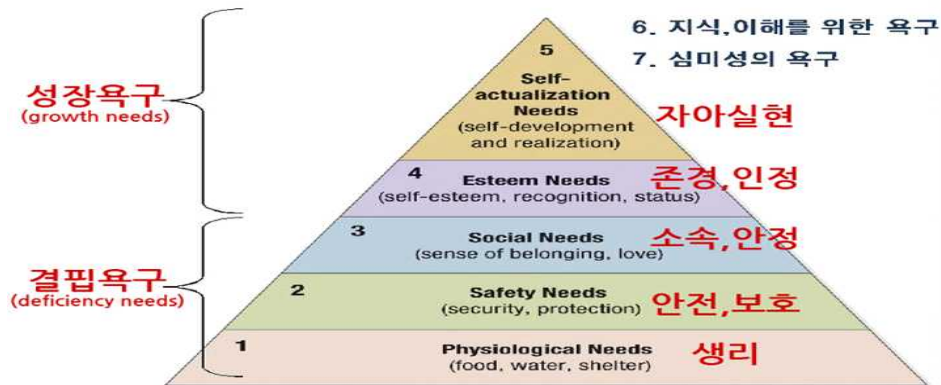 6. 지식,이해를 위한 욕구
7. 심미성의 욕구
성장욕구
(growth needs)
5
Self-
actualization
Needs
(self-development
and realization)
자아실현
4
Esteem Needs
(self-esteem, recognition, status)
존경,인정
3
Social Needs
(sense of belonging, love)
소속,안정
결핍욕구
(deficiency needs)
2
Safety Needs
(security, protection)
안전,보호
1
Physiological Needs
(food, water, shelter)
생리